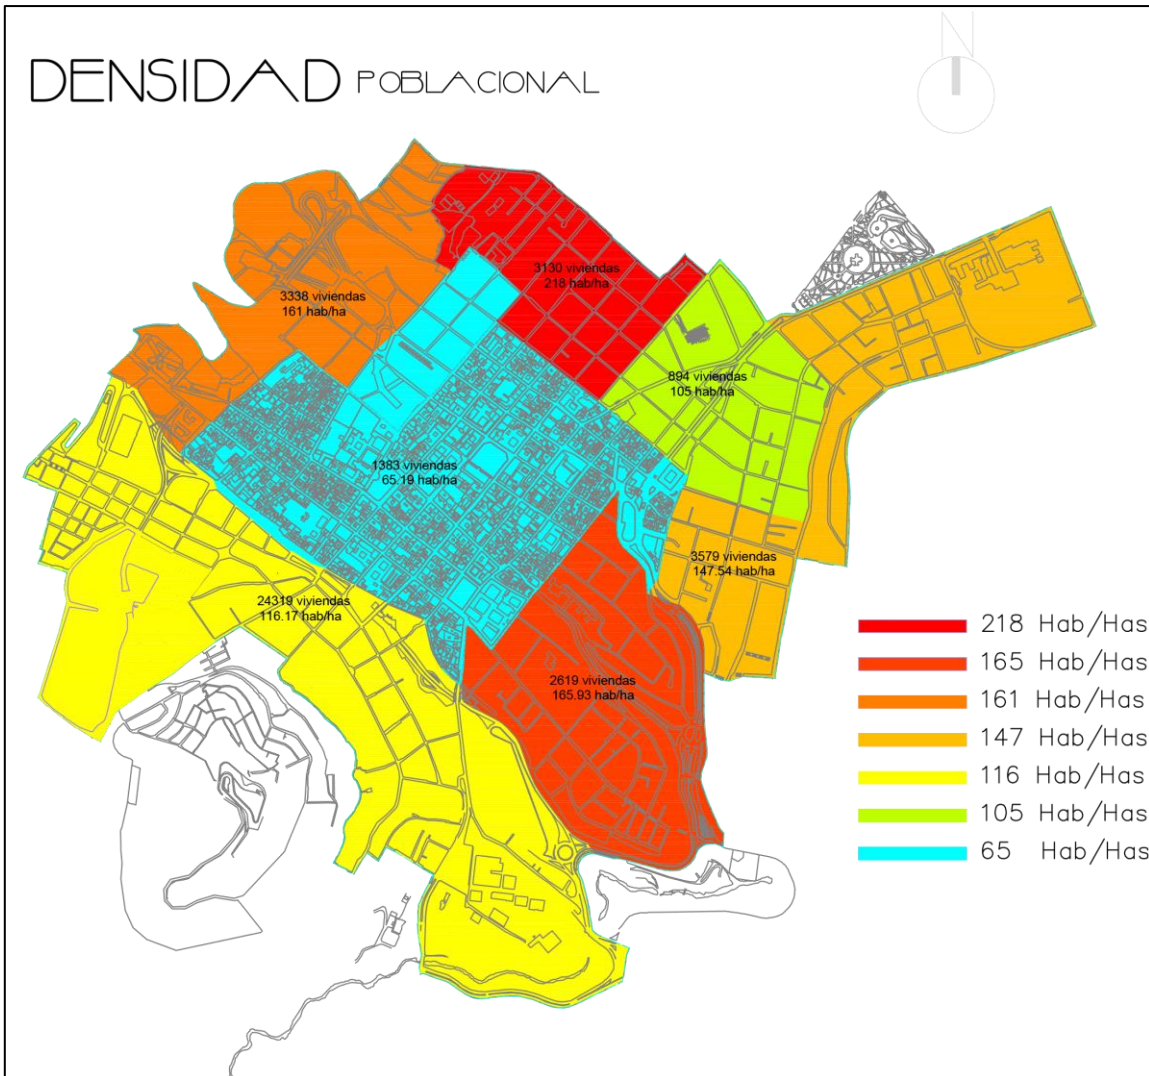 N
DENSIDAD POBLACIONAL
3130 viviendas
218 hab/ha
3338 viviendas
161 hab/ha
894 viviendas
105 hab/ha
1383 viviendas
65.19 hab/ha
3579 viviendas
147.54 hab/ha
24319 viviendas
116.17 hab/ha
2619 viviendas
165.93 hab/ha
218 Hab/Has
165 Hab/Has
161 Hab/Has
147 Hab/Has
116 Hab/Has
105 Hab/Has
65 Hab/Has